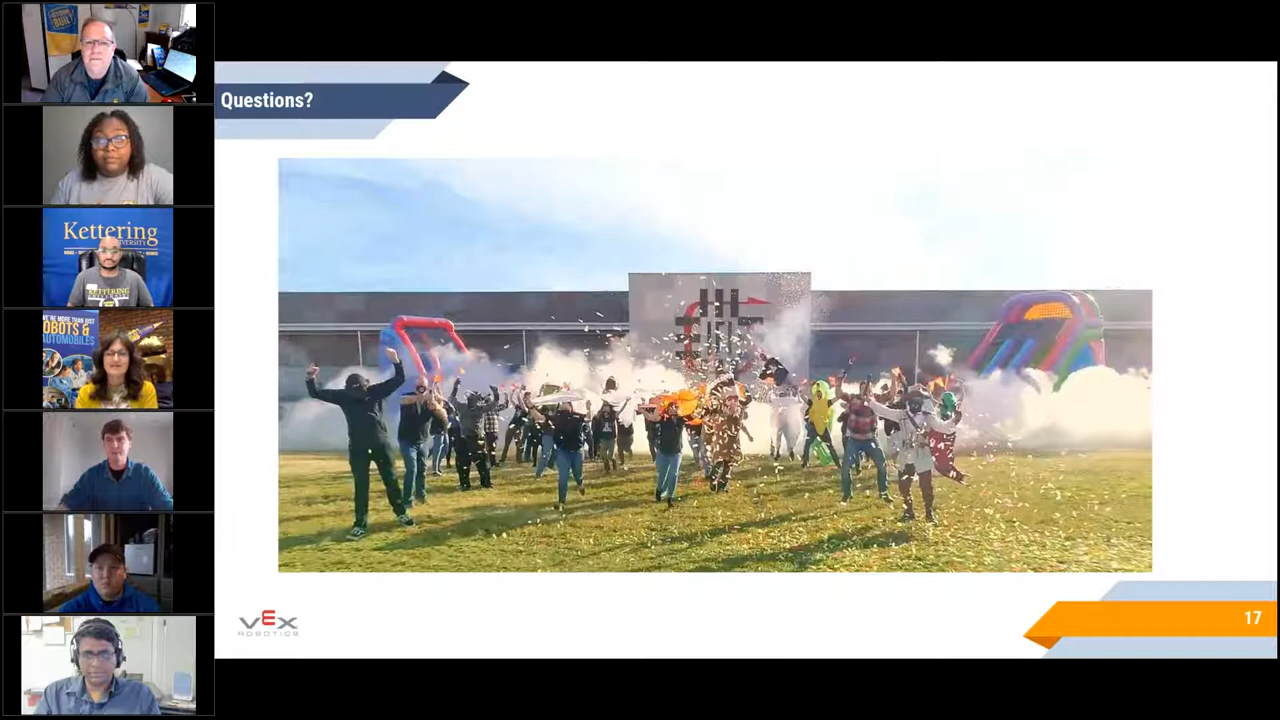 Questions?
Kettering
UNIVERSITY
KETTERING
WE'RE MORE THAN JUST
ROBOTS &
AUTOMOBILES
VEX
ROBOTICS
17